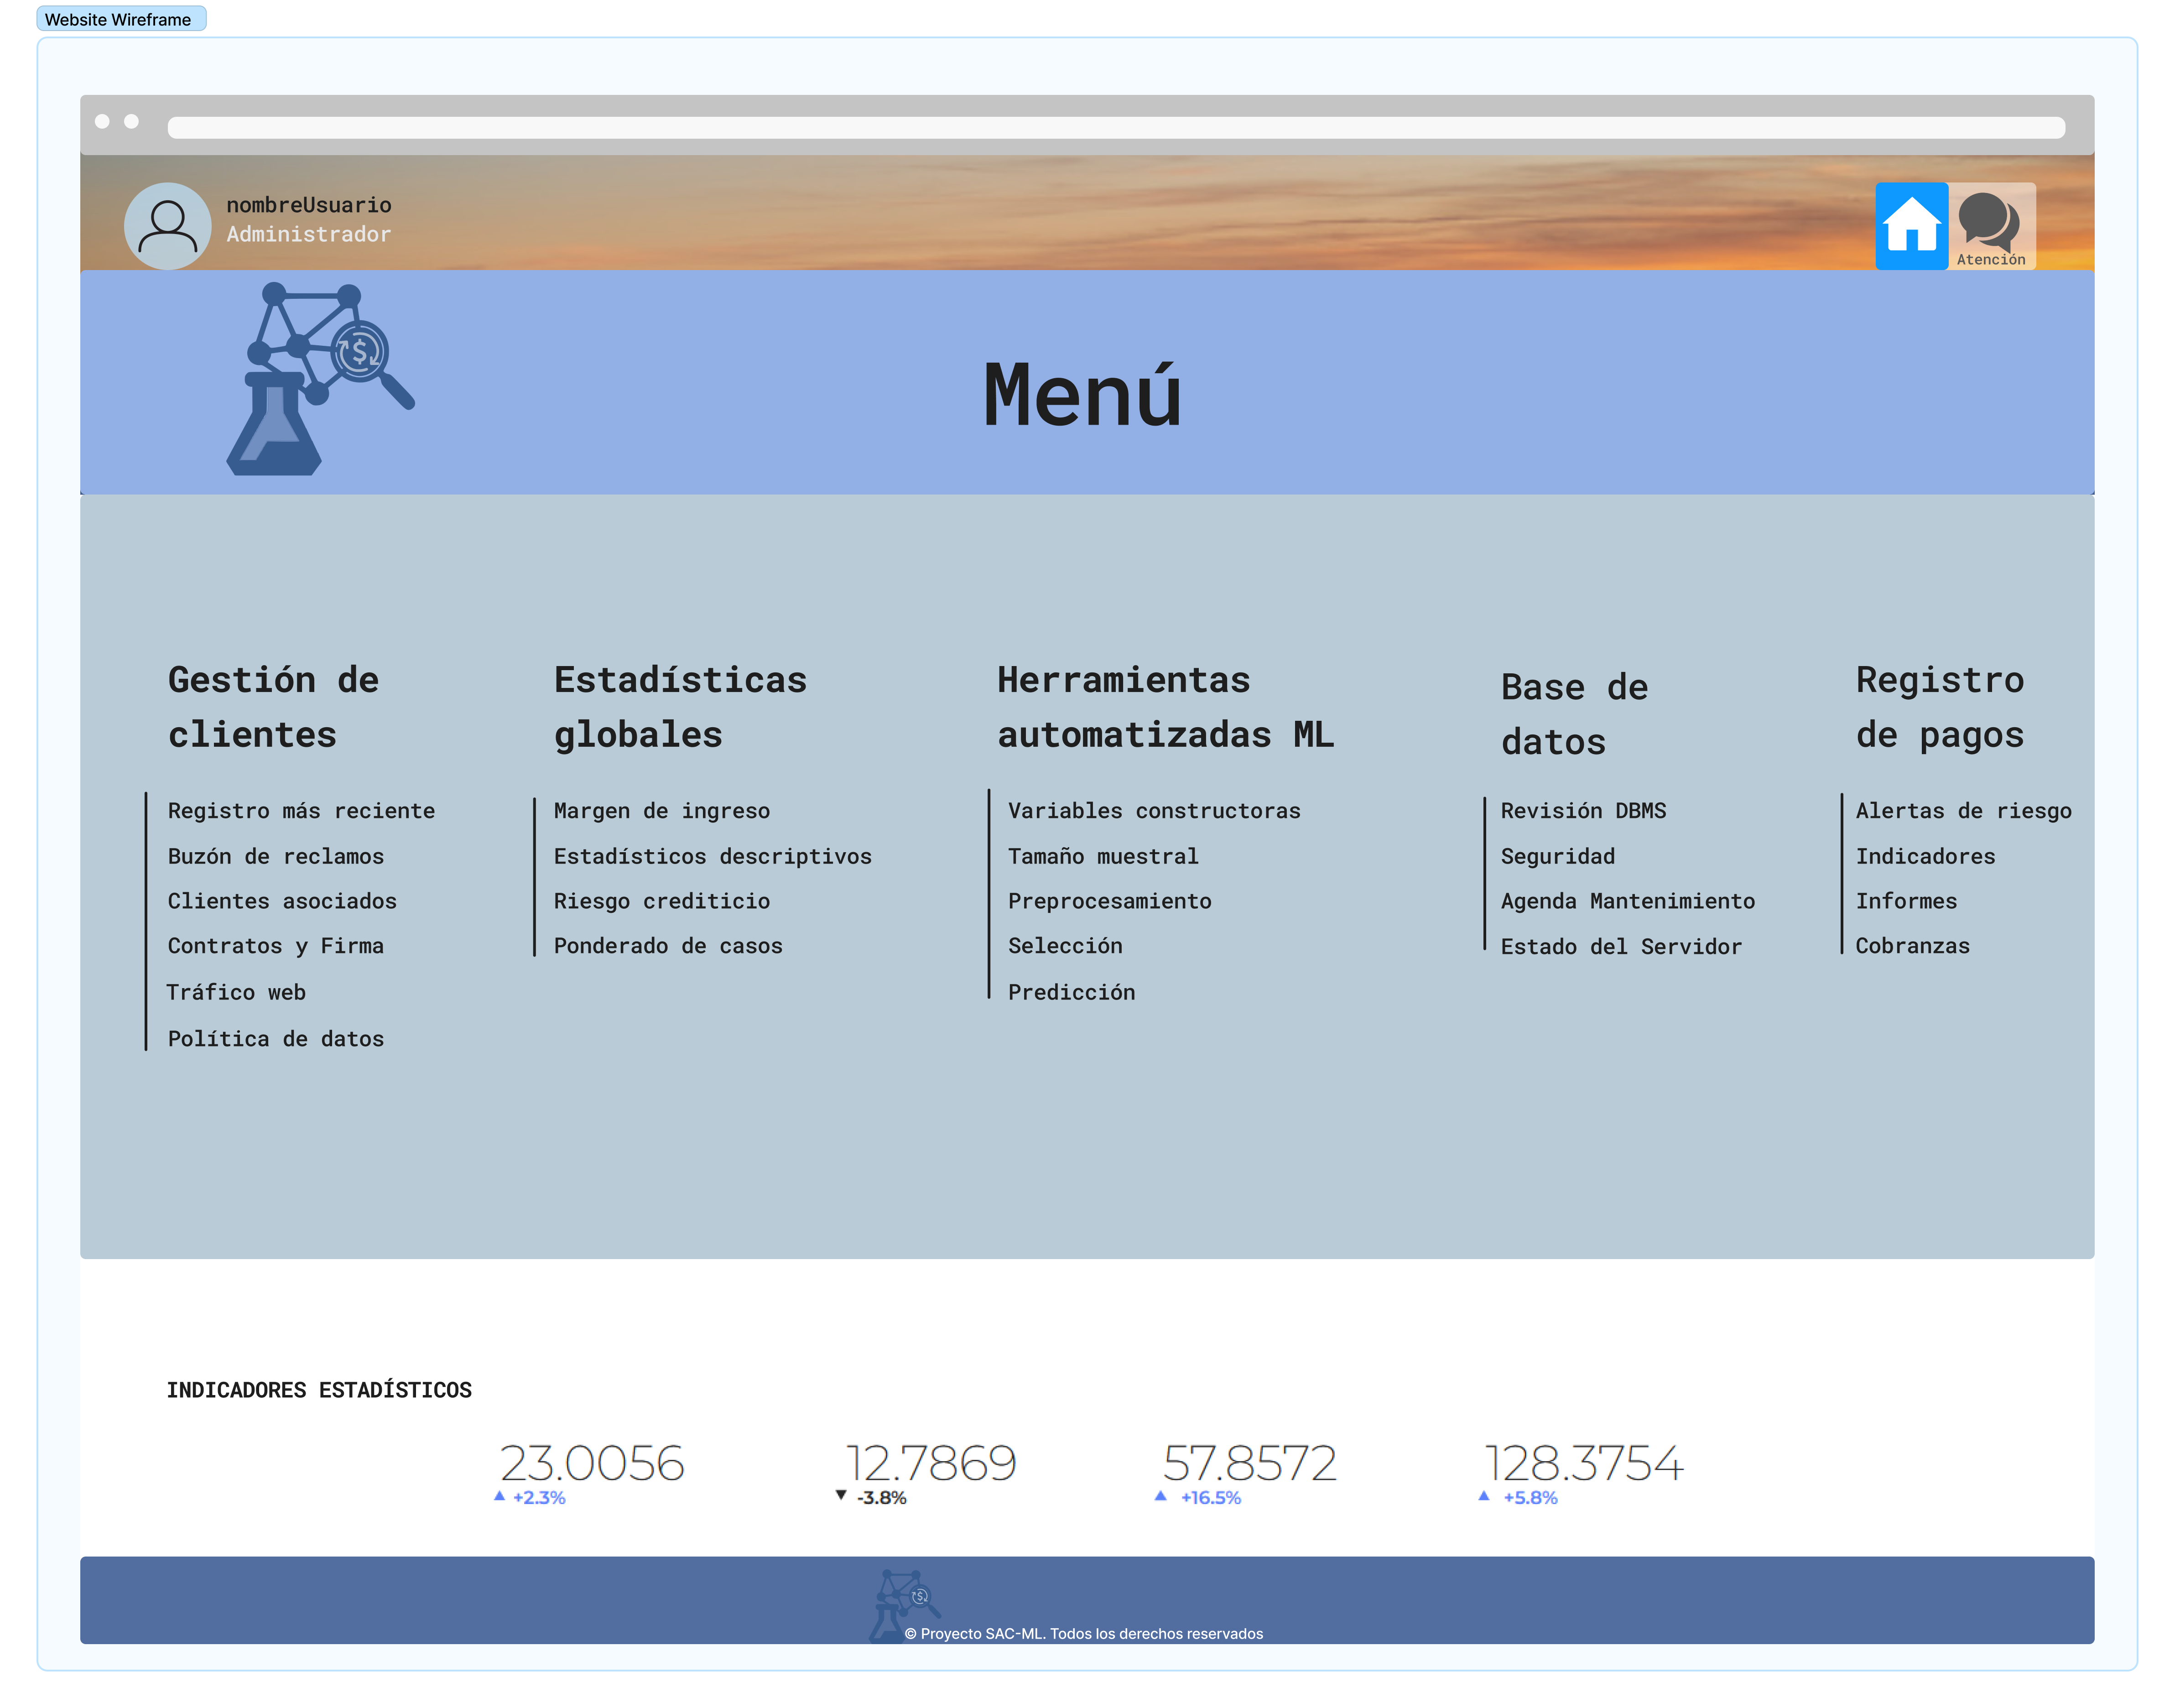 Website Wireframe
nombreUsuario
Administrador
Atención
$
Menú
Gestión de
clientes
Registro más reciente
Buzón de reclamos
Clientes asociados
Contratos y Firma
Tráfico web
Política de datos
Estadísticas
globales
Margen de ingreso
Estadísticos descriptivos
Riesgo crediticio
Ponderado de casos
Herramientas
automatizadas ML
Variables constructoras
Tamaño muestral
Preprocesamiento
Selección
Predicción
Base de
datos
Revisión DBMS
Seguridad
Agenda Mantenimiento
Estado del Servidor
Registro
de pagos
Alertas de riesgo
Indicadores
Informes
Cobranzas
INDICADORES ESTADÍSTICOS
23.0056
▲ +2.3%
12.7869
▼ -3.8%
57.8572
▲ +16.5%
128.3754
▲ +5.8%
$
© Proyecto SAC-ML. Todos los derechos reservados